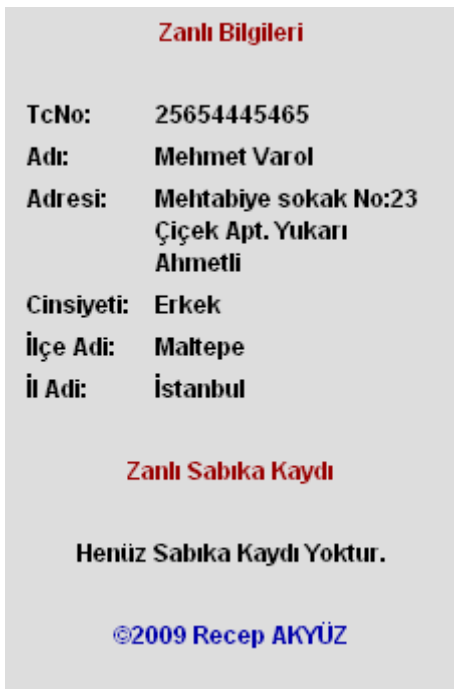 Zanlı Bilgileri
TcNo: 25654445465
Adı: Mehmet Varol
Adresi: Mehtabiye sokak No:23
Çiçek Apt. Yukarı
Ahmetli
Cinsiyeti: Erkek
İlçe Adi: Maltepe
İl Adi: İstanbul
Zanlı Sabıka Kaydı
Henüz Sabıka Kaydı Yoktur.
©2009 Recep AKYÜZ